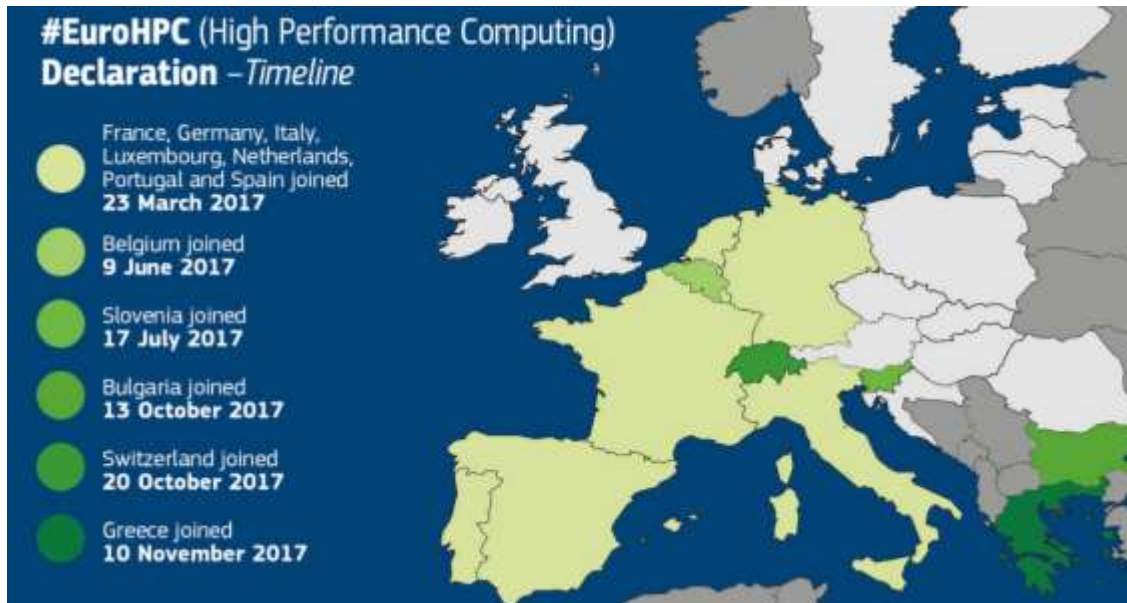 #EuroHPC (High Performance Computing)
Declaration –Timeline
France, Germany, Italy,
Luxembourg, Netherlands,
Portugal and Spain joined
23 March 2017
Belgium joined
9 June 2017
Slovenia joined
17 July 2017
Bulgaria joined
13 October 2017
Switzerland joined
20 October 2017
Greece joined
10 November 2017